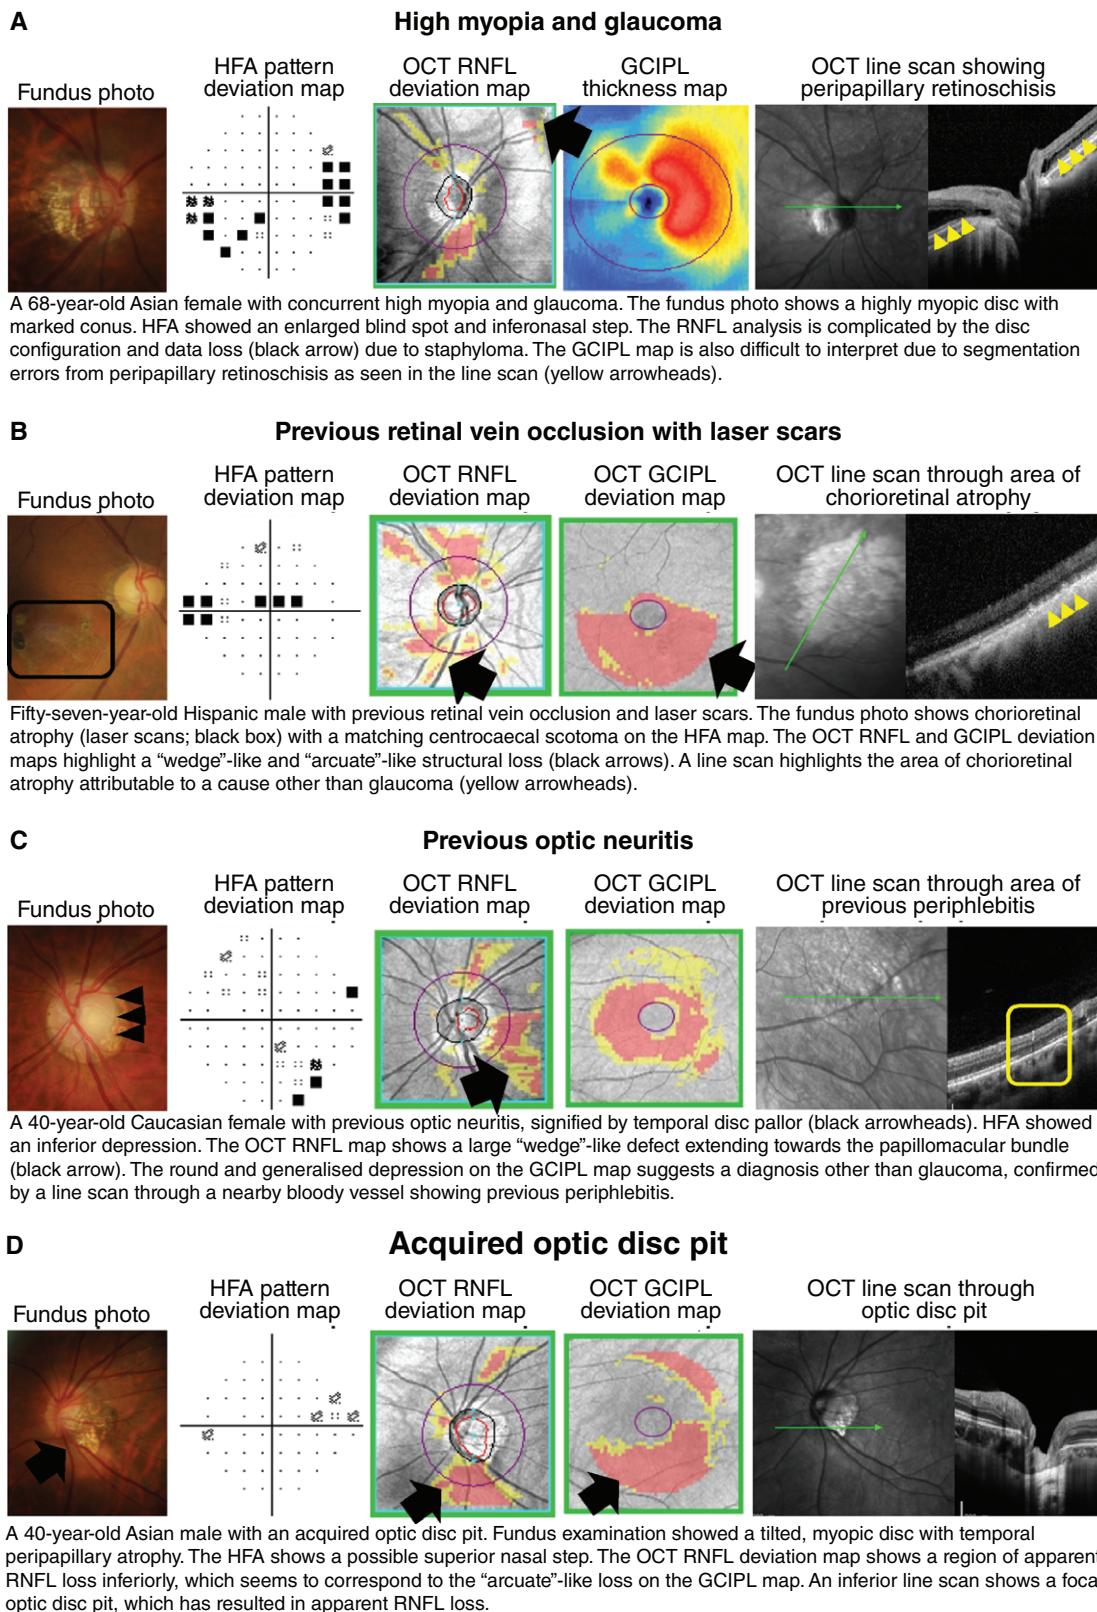 A
High myopia and glaucoma
Fundus photo
HFA pattern
deviation map
OCT RNFL
deviation map
GCIPL
thickness map
OCT line scan showing
peripapillary retinoschisis
A 68-year-old Asian female with concurrent high myopia and glaucoma. The fundus photo shows a highly myopic disc with
marked conus. HFA showed an enlarged blind spot and inferonasal step. The RNFL analysis is complicated by the disc
configuration and data loss (black arrow) due to staphyloma. The GCIPL map is also difficult to interpret due to segmentation
errors from peripapillary retinoschisis as seen in the line scan (yellow arrowheads).
B
Previous retinal vein occlusion with laser scars
Fundus photo
HFA pattern
deviation map
OCT RNFL
deviation map
OCT GCIPL
deviation map
OCT line scan through area of
chorioretinal atrophy
Fifty-seven-year-old Hispanic male with previous retinal vein occlusion and laser scars. The fundus photo shows chorioretinal
atrophy (laser scans; black box) with a matching centrocaecal scotoma on the HFA map. The OCT RNFL and GCIPL deviation
maps highlight a “wedge”-like and “arcuate”-like structural loss (black arrows). A line scan highlights the area of chorioretinal
atrophy attributable to a cause other than glaucoma (yellow arrowheads).
C
Previous optic neuritis
Fundus photo
HFA pattern
deviation map
OCT RNFL
deviation map
OCT GCIPL
deviation map
OCT line scan through area of
previous periphlebitis
A 40-year-old Caucasian female with previous optic neuritis, signified by temporal disc pallor (black arrowheads). HFA showed
an inferior depression. The OCT RNFL map shows a large “wedge”-like defect extending towards the papillomacular bundle
(black arrow). The round and generalised depression on the GCIPL map suggests a diagnosis other than glaucoma, confirmed
by a line scan through a nearby bloody vessel showing previous periphlebitis.
D
Acquired optic disc pit
Fundus photo
HFA pattern
deviation map
OCT RNFL
deviation map
OCT GCIPL
deviation map
OCT line scan through
optic disc pit
A 40-year-old Asian male with an acquired optic disc pit. Fundus examination showed a tilted, myopic disc with temporal
peripapillary atrophy. The HFA shows a possible superior nasal step. The OCT RNFL deviation map shows a region of apparent
RNFL loss inferiorly, which seems to correspond to the “arcuate”-like loss on the GCIPL map. An inferior line scan shows a foca
optic disc pit, which has resulted in apparent RNFL loss.